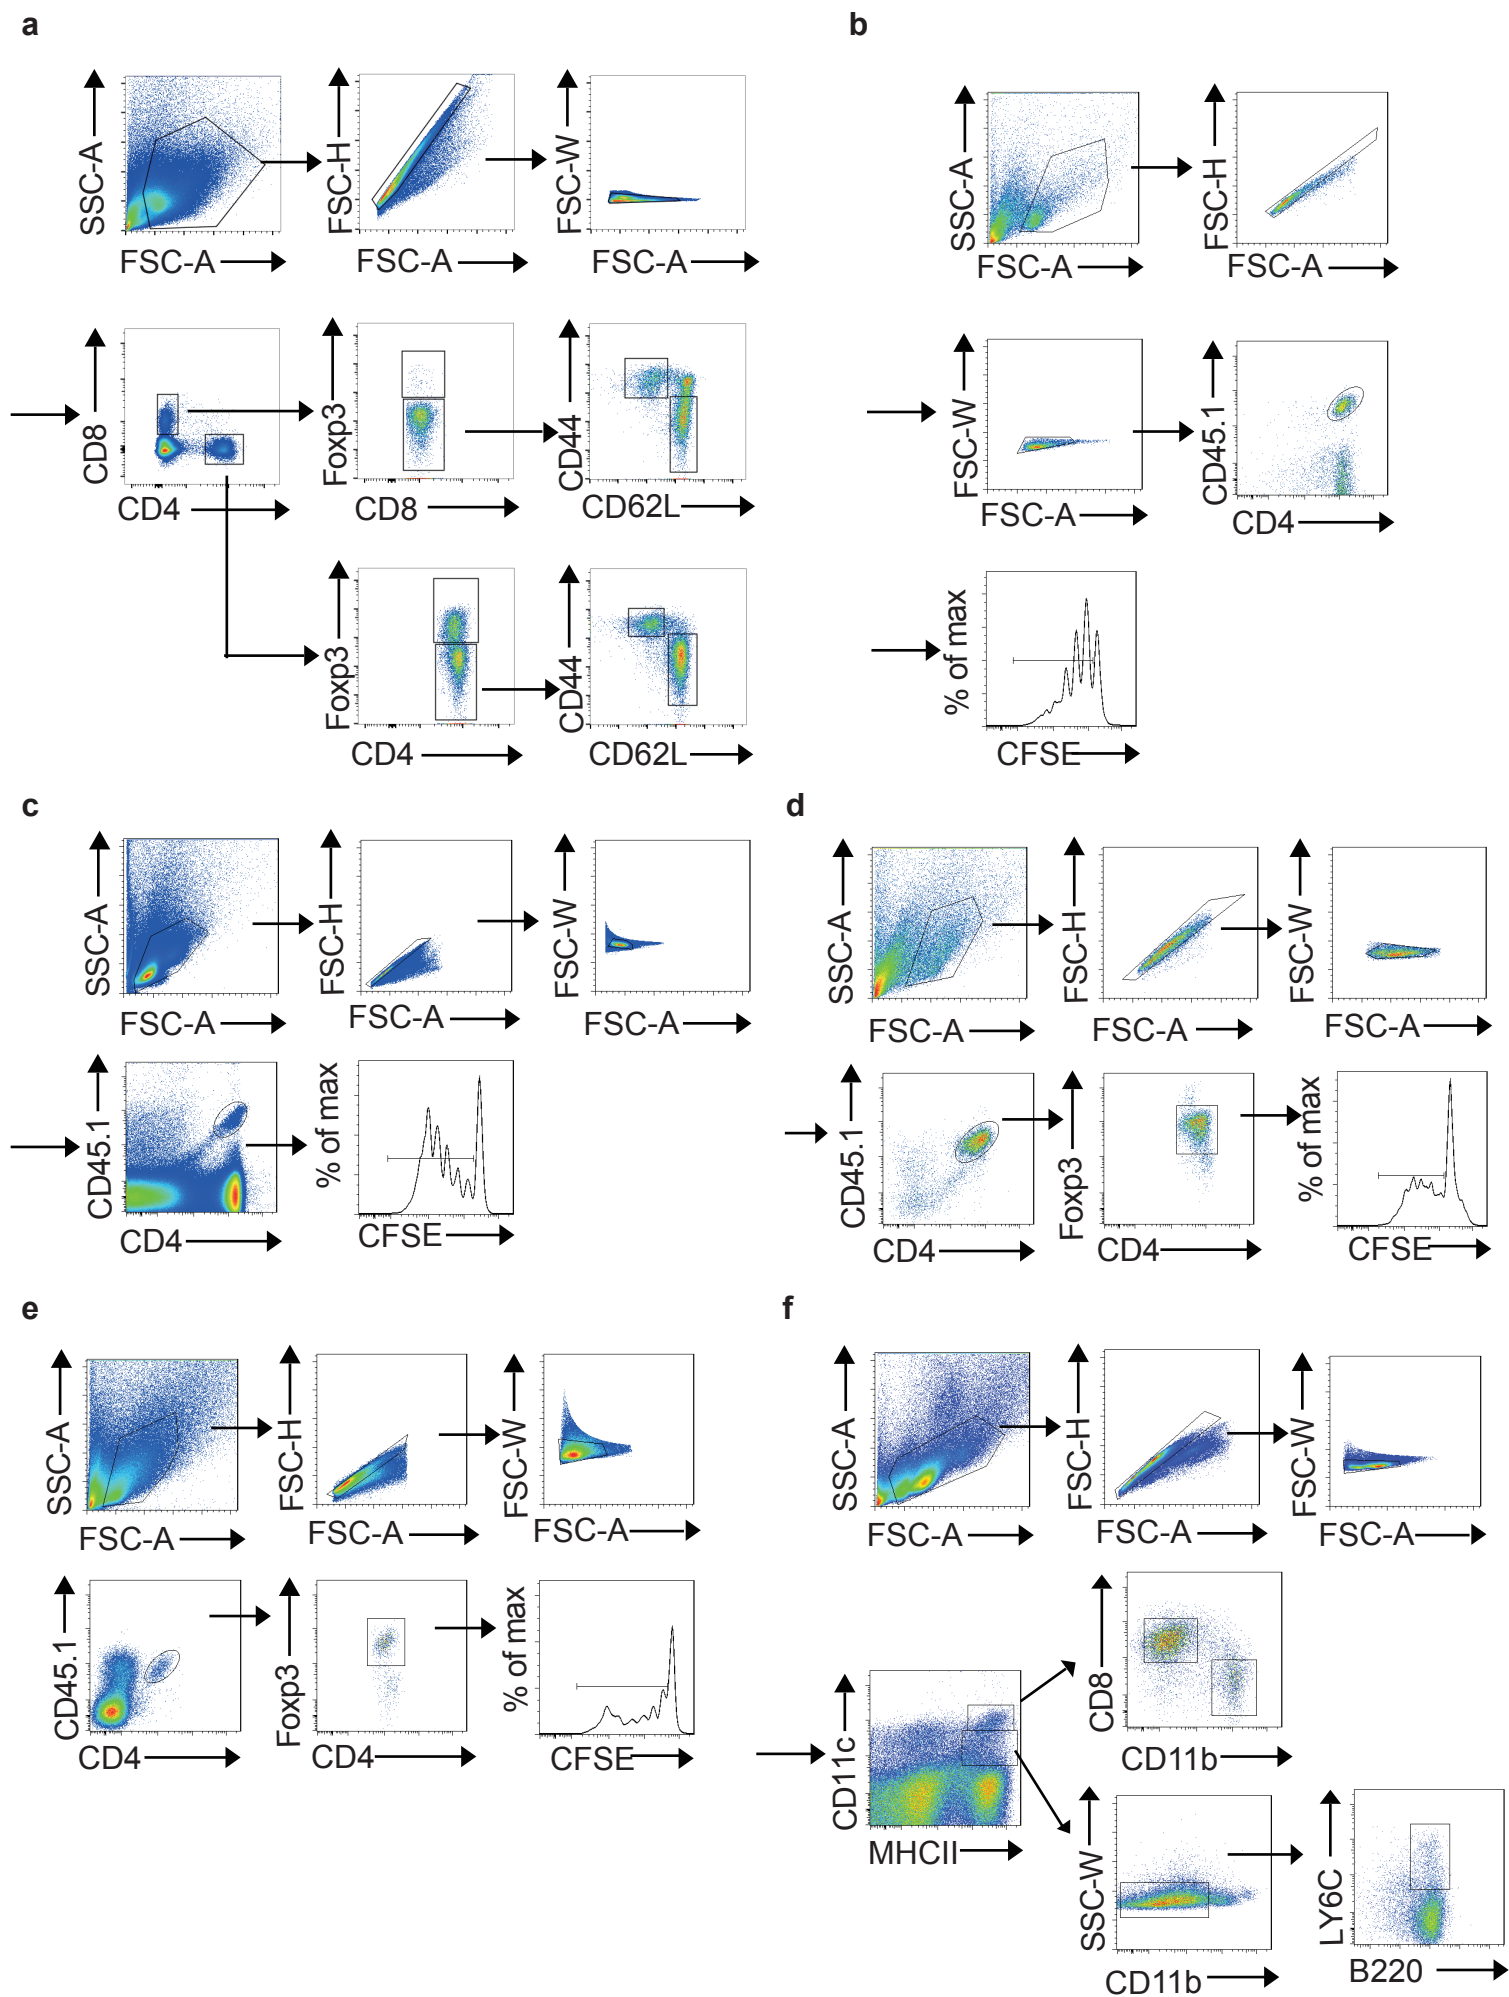 a
SSC-A
FSC-A
FSC-H
FSC-A
FSC-W
FSC-A
CD8
CD4
Foxp3
CD8
CD44
CD62L
Foxp3
CD4
CD44
CD62L
b
SSC-A
FSC-A
FSC-H
FSC-A
FSC-W
FSC-A
CD45.1
CD4
% of max
CFSE
c
SSC-A
FSC-A
FSC-H
FSC-A
FSC-W
FSC-A
CD45.1
CD4
% of max
CFSE
d
SSC-A
FSC-A
FSC-H
FSC-A
FSC-W
FSC-A
CD45.1
CD4
Foxp3
CD4
% of max
CFSE
e
SSC-A
FSC-A
FSC-H
FSC-A
FSC-W
FSC-A
CD45.1
CD4
Foxp3
CD4
% of max
CFSE
f
SSC-A
FSC-A
FSC-H
FSC-A
FSC-W
FSC-A
CD11c
MHCII
CD8
CD11b
SSC-W
CD11b
LY6C
B220